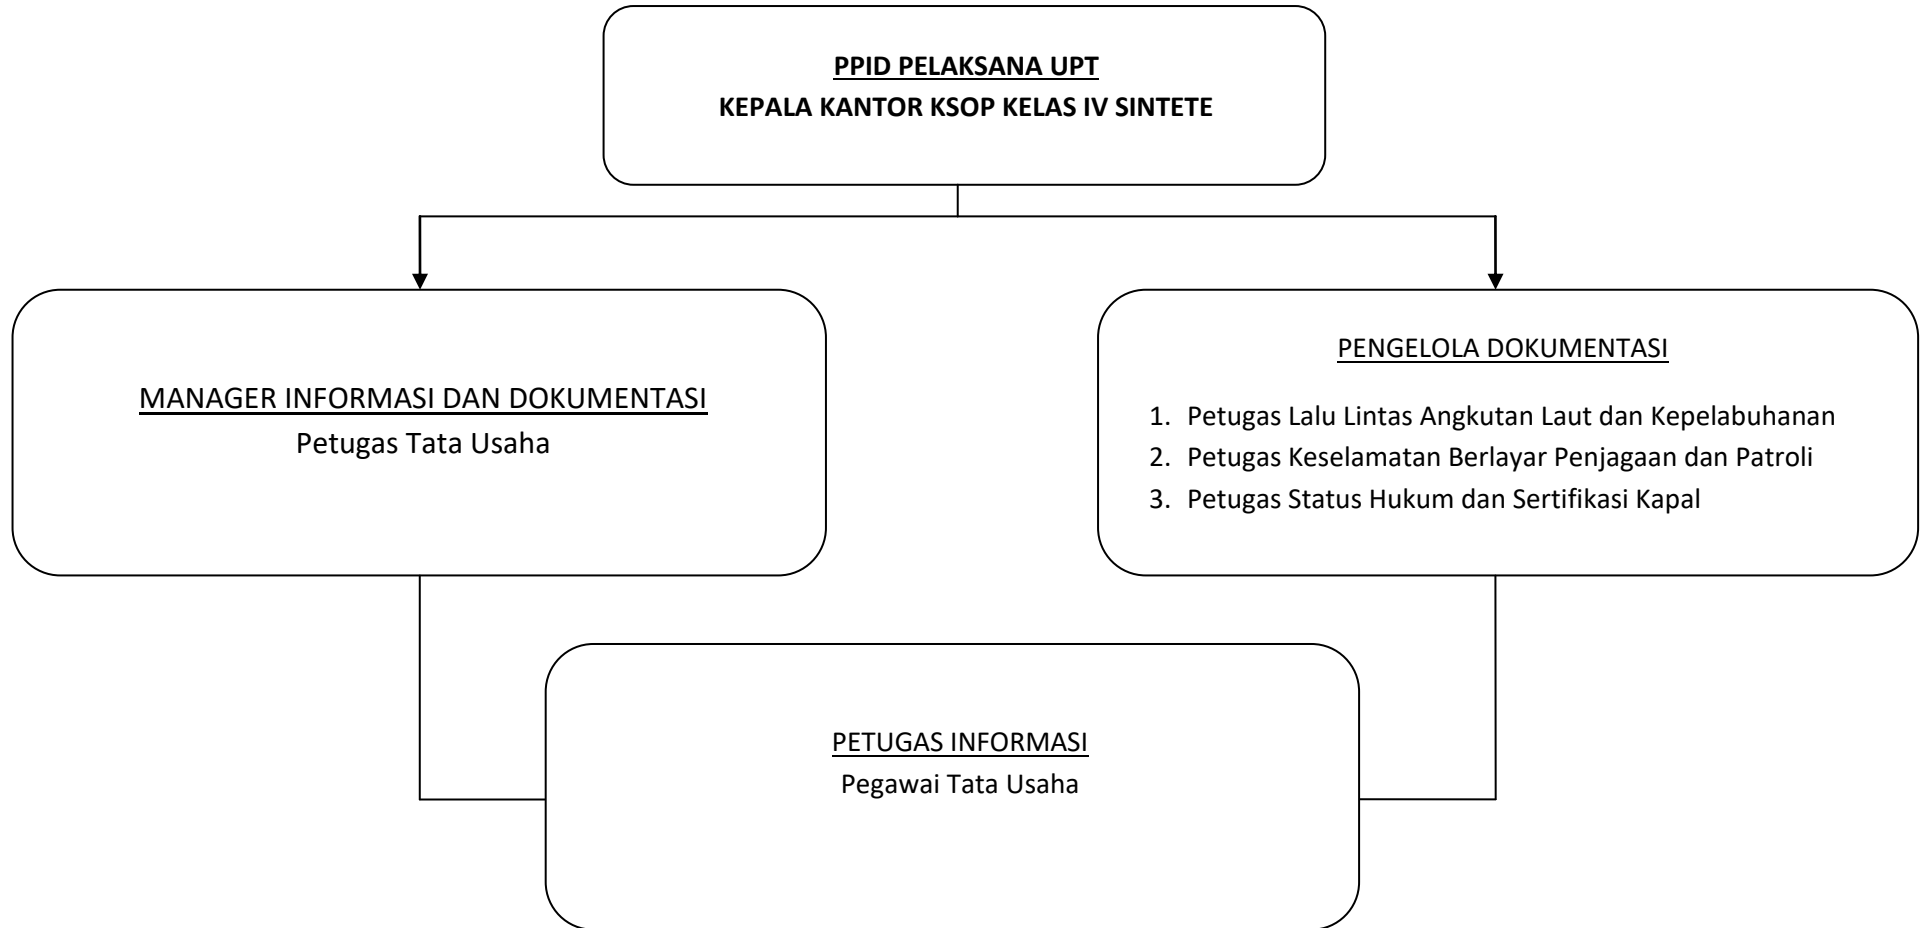 PPID PELAKSANA UPT
KEPALA KANTOR KSOP KELAS IV SINTETE
MANAGER INFORMASI DAN DOKUMENTASI
Petugas Tata Usaha
PENGELOLA DOKUMENTASI
1. Petugas Lalu Lintas Angkutan Laut dan Kepelabuhanan
2. Petugas Keselamatan Berlayar Penjagaan dan Patroli
3. Petugas Status Hukum dan Sertifikasi Kapal
PETUGAS INFORMASI
Pegawai Tata Usaha